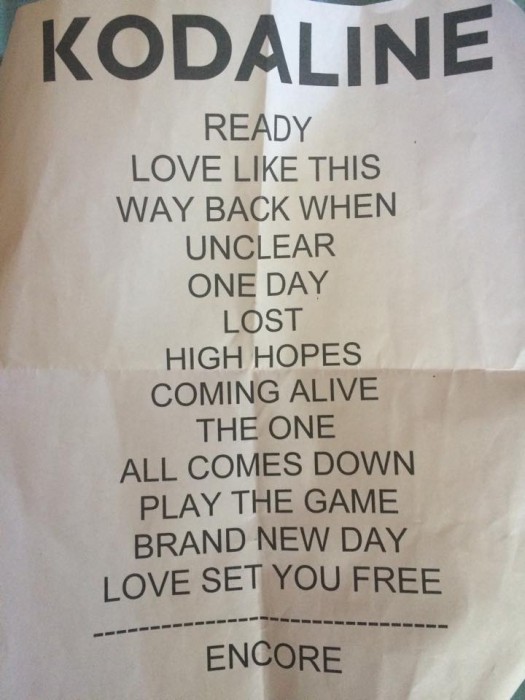 KODALINE
READY
LOVE LIKE THIS
WAY BACK WHEN
UNCLEAR
ONE DAY
LOST
HIGH HOPES
COMING ALIVE
THE ONE
ALL COMES DOWN
PLAY THE GAME
BRAND NEW DAY
LOVE SET YOU FREE
--------------------------------
ENCORE